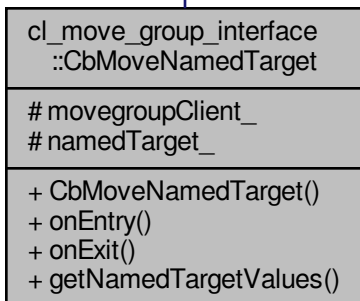 cl_move_group_interface
::CbMoveNamedTarget
# movegroupClient_
# namedTarget_
+ CbMoveNamedTarget()
+ onEntry()
+ onExit()
+ getNamedTargetValues()